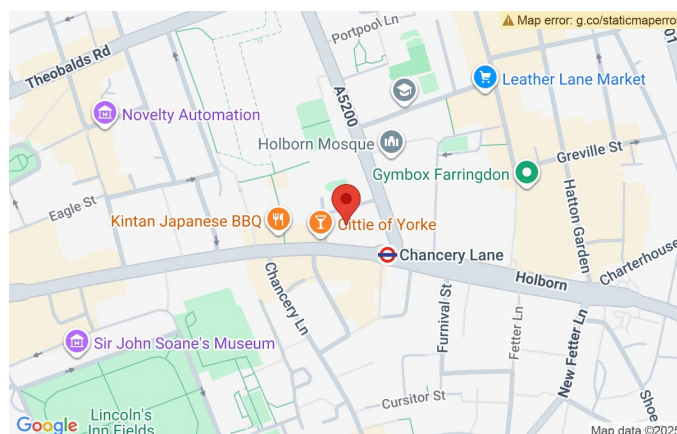 Portpool Ln
Map error: g.co/staticmaperro
Theobalds Rd
A5200
01
Leather Lane Market
Novelty Automation
Holborn Mosque
Greville St
Gymbox Farringdon
Eagle St
Hatton Garden
Kintan Japanese BBQ
Cittie of Yorke
Chancery Lane
Charterhouse
Holborn
Chancery Ln
Furnival St
Fetter Ln
New Fetter Ln
Sir John Soane's Museum
Shoe
Cursitor St
Lincoln's
Inn Fields
Google
Map data ©2025